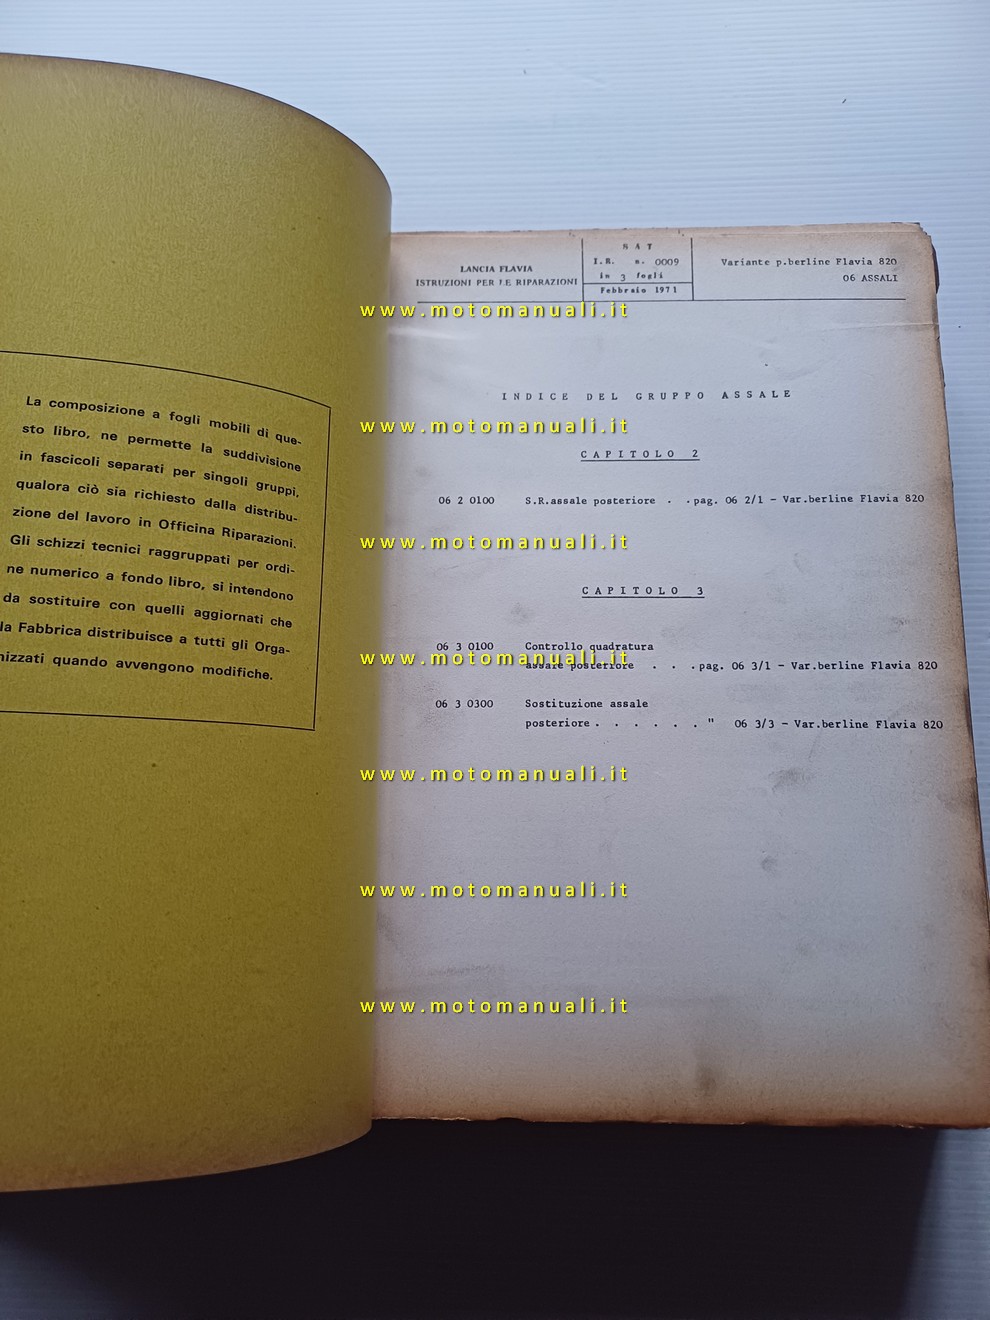 La composizione a fogli mobili di que-
sto libro, ne permette la suddivisione
in fascicoli separati per singoli gruppi,
qualora ciò sia richiesto dalla distribu-
zione del lavoro in Officina Riparazioni.
Gli schizzi tecnici raggruppati per ordi-
ne numerico a fondo libro, si intendono
da sostituire con quelli aggiornati che
la Fabbrica distribuisce a tutti gli Orga-
nizzati quando avvengono modifiche.
LANCIA FLAVIA
ISTRUZIONI PER LE RIPARAZIONI
S A T
I.R. n. 0009
in 3 fogli
Febbraio 1971
Variante p.berline Flavia 820
06 ASSALI
www.motomanuali.it
INDICE DEL GRUPPO ASSALE
www.motomanuali.it
CAPITOLO 2
06 2 0100 S.R.assale posteriore . . pag. 06 2/1 - Var.berline Flavia 820
www.motomanuali.it
CAPITOLO 3
06 3 0100 Controllo quadratura
www.motomanuali.it
assale posteriore . . . pag. 06 3/1 - Var.berline Flavia 820
06 3 0300 Sostituzione assale
posteriore . . . . . . " 06 3/3 - Var.berline Flavia 820
www.motomanuali.it
www.motomanuali.it
www.motomanuali.it